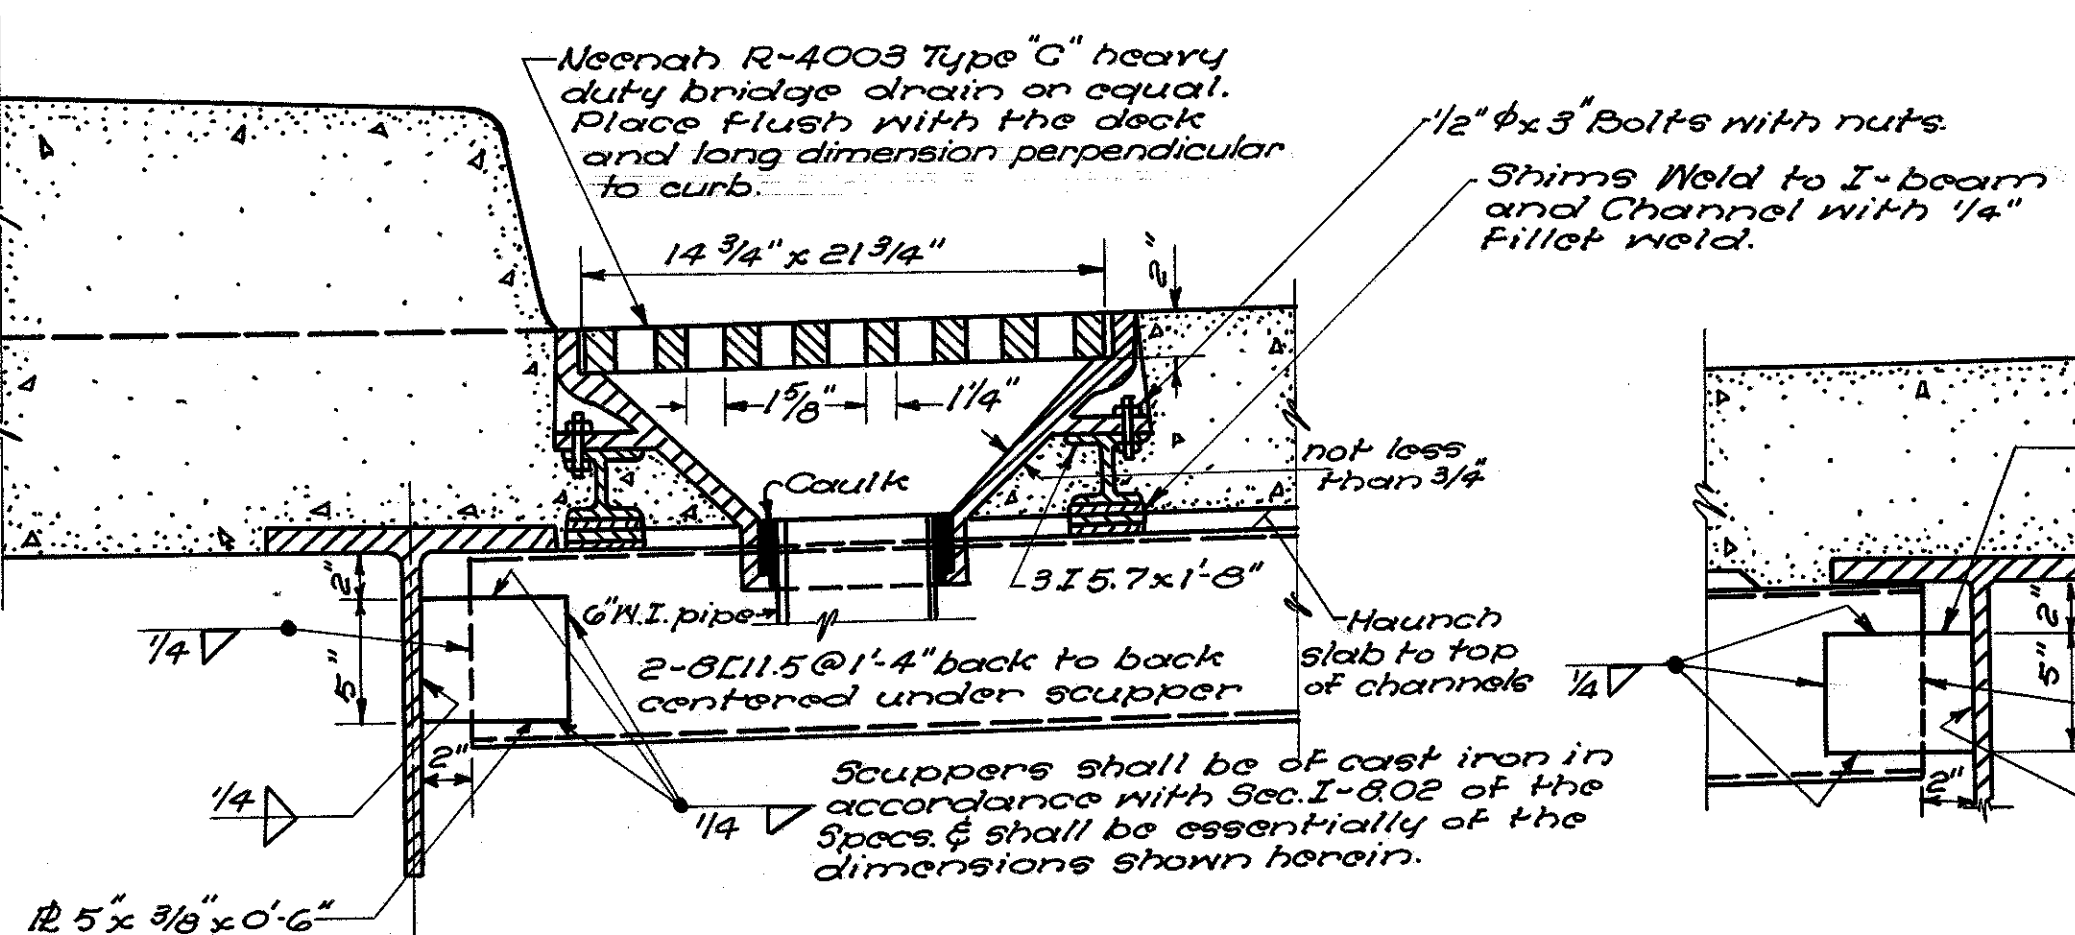 Neenah R-4003 Type "C" heavy
duty bridge drain or equal.
Place flush with the deck
and long dimension perpendicular
to curb.
1/2" φ x 3" Bolts with nuts.
Shims Weld to I-beam
and Channel with 1/4"
fillet weld.
14 3/4" x 21 3/4"
2"
1 5/8"
1 1/4"
not less
than 3/4"
Caulk
3 I 5.7 x 1'-8"
6" W.I. pipe
Haunch
slab to top
of channels
2-8[11.5 @ 1'-4" back to back
centered under scupper
2"
5"
1/4
2"
1/4
1/4
Scuppers shall be of cast iron in
accordance with Sec. I-8.02 of the
Specs. & shall be essentially of the
dimensions shown herein.
PL 5" x 3/8" x 0'-6"
1/4
2"
5"
2"